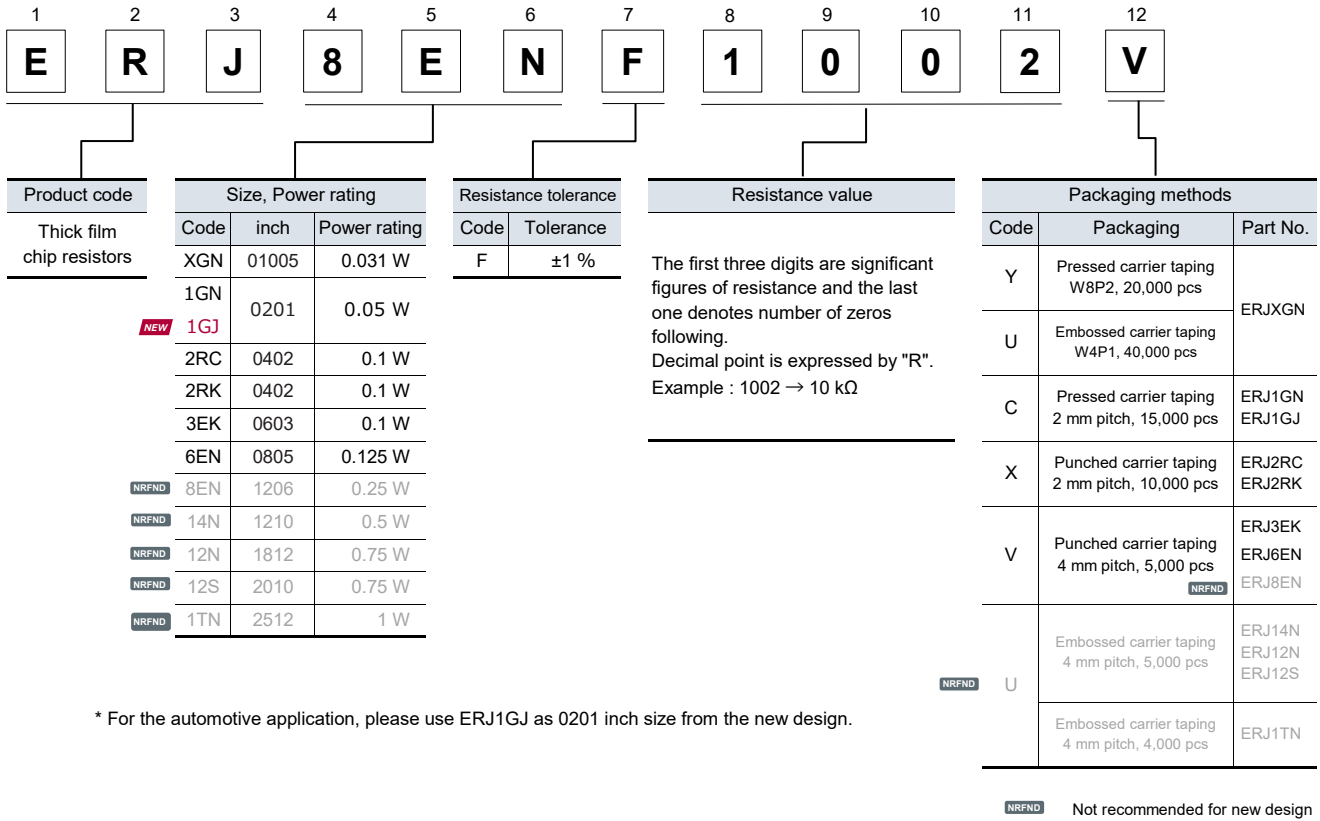 1 2 3 4 5 6 7 8 9 10 11 12
E R J 8 E N F 1 0 0 2 V
Product code
Thick film
chip resistors
Size, Power rating
Code inch Power rating
XGN 01005 0.031 W
1GN
0201 0.05 W
NEW 1GJ
2RC 0402 0.1 W
2RK 0402 0.1 W
3EK 0603 0.1 W
6EN 0805 0.125 W
NRFND 8EN 1206 0.25 W
NRFND 14N 1210 0.5 W
NRFND 12N 1812 0.75 W
NRFND 12S 2010 0.75 W
NRFND 1TN 2512 1 W
Resistance tolerance
Code Tolerance
F ±1 %
Resistance value
The first three digits are significant
figures of resistance and the last
one denotes number of zeros
following.
Decimal point is expressed by "R".
Example : 1002 → 10 kΩ
Packaging methods
Code Packaging Part No.
Y Pressed carrier taping
W8P2, 20,000 pcs
ERJXGN
U Embossed carrier taping
W4P1, 40,000 pcs
C Pressed carrier taping
2 mm pitch, 15,000 pcs
ERJ1GN
ERJ1GJ
X Punched carrier taping
2 mm pitch, 10,000 pcs
ERJ2RC
ERJ2RK
V Punched carrier taping
4 mm pitch, 5,000 pcs
ERJ3EK
ERJ6EN
NRFND ERJ8EN
NRFND U
Embossed carrier taping
4 mm pitch, 5,000 pcs
ERJ14N
ERJ12N
ERJ12S
Embossed carrier taping
4 mm pitch, 4,000 pcs
ERJ1TN
* For the automotive application, please use ERJ1GJ as 0201 inch size from the new design.
NRFND Not recommended for new design